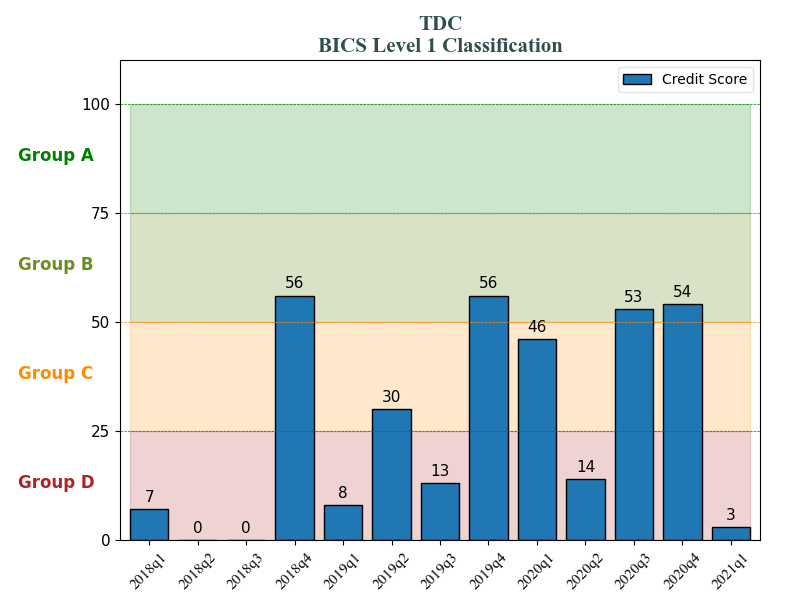 TDC
BICS Level 1 Classification
Credit Score
100
Group A
75
Group B
56
56
53
54
50
46
Group C
30
25
Group D
7
0
0
8
13
14
3
0
2018q1
2018q2
2018q3
2018q4
2019q1
2019q2
2019q3
2019q4
2020q1
2020q2
2020q3
2020q4
2021q1